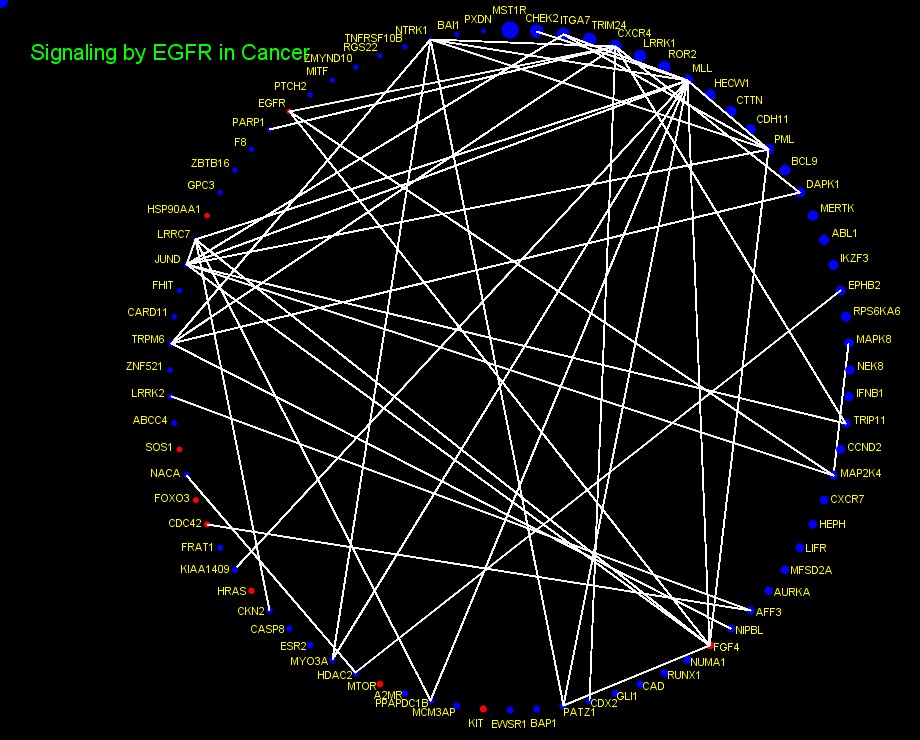 Signaling by EGFR in Cancer
MST1R
CHEK2
ITGA7
TRIM24
CXCR4
LRRK1
ROR2
MLL
HECW1
CTTN
CDH11
PML
BCL9
DAPK1
MERTK
ABL1
IKZF3
EPHB2
RPS6KA6
MAPK8
NEK8
IFNB1
TRIP11
CCND2
MAP2K4
CXCR7
HEPH
LIFR
MFSD2A
AURKA
AFF3
NIPBL
FGF4
NUMA1
RUNX1
CAD
GLI1
CDX2
PATZ1
BAP1
EWSR1
KIT
MCM3AP
PPAPDC1B
A2MR
MTOR
HDAC2
MYO3A
ESR2
CASP8
CKN2
HRAS
KIAA1409
FRAT1
CDC42
FOXO3
NACA
SOS1
ABCC4
LRRK2
ZNF521
TRPM6
CARD11
FHIT
JUND
LRRC7
HSP90AA1
GPC3
ZBTB16
F8
PARP1
EGFR
PTCH2
MITF
ZMYND10
RGS22
TNFRSF10B
NTRK1
BAI1
PXDN